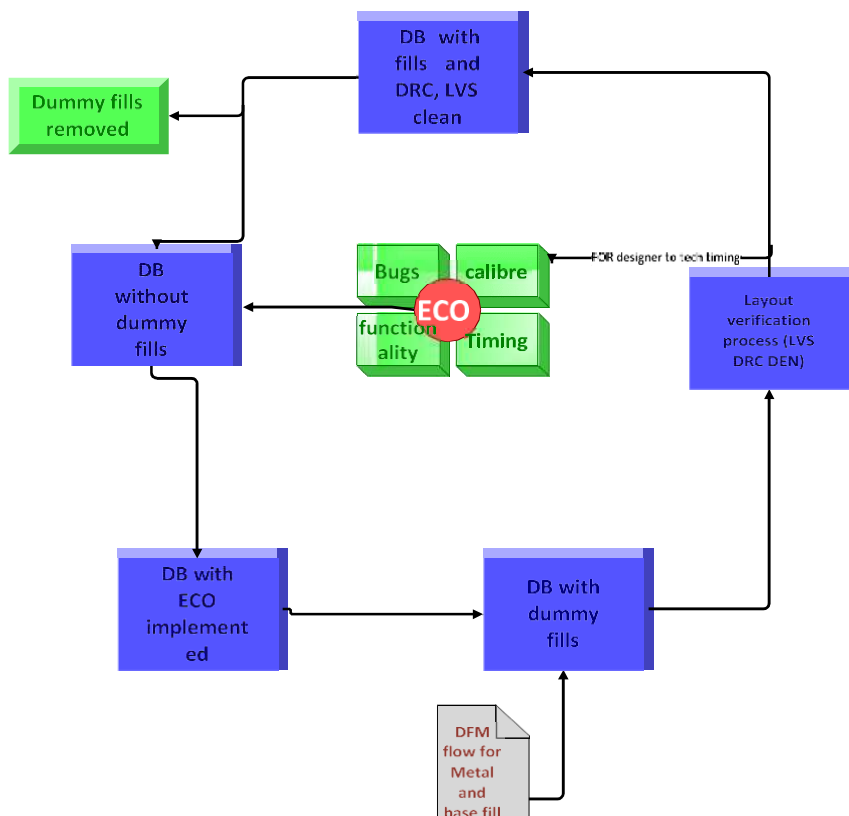 DB with
fills and
DRC, LVS
clean
Dummy fills
removed
DB
without
dummy
fills
Bugs
calibre
ECO
function
ality
Timing
FOR designer to tech timing
Layout
verification
process (LVS
DRC DEN)
DB with
ECO
implement
ed
DB with
dummy
fills
DFM
flow for
Metal
and
base fill